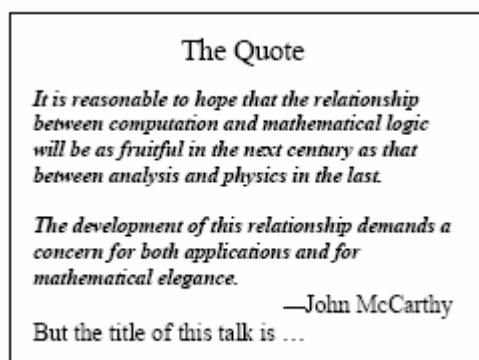 The Quote
It is reasonable to hope that the relationship
between computation and mathematical logic
will be as fruitful in the next century as that
between analysis and physics in the last.
The development of this relationship demands a
concern for both applications and for
mathematical elegance.
—John McCarthy
But the title of this talk is …